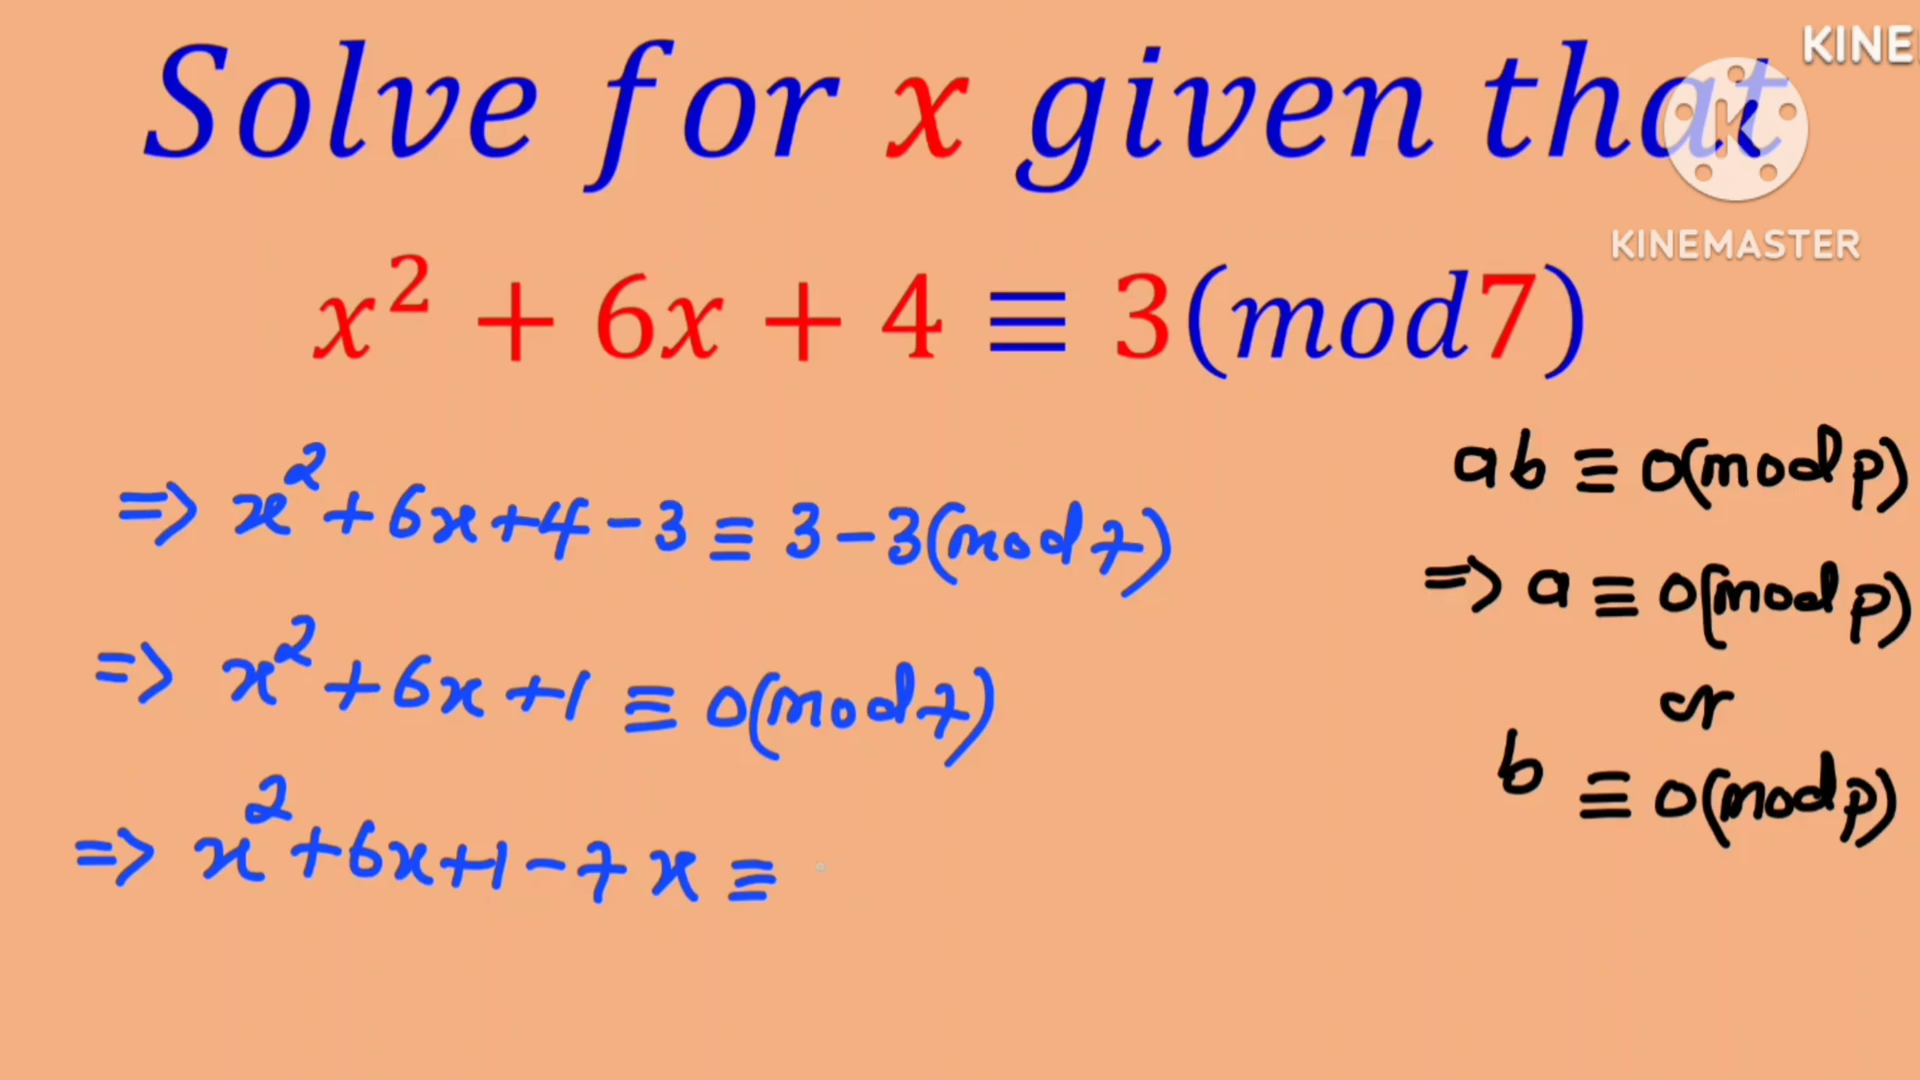 Solve for x given that
KINE
KINEMASTER
x² + 6x + 4 ≡ 3(mod7)
⇒ x² + 6x + 4 - 3 ≡ 3 - 3(mod 7)
⇒ x² + 6x + 1 ≡ 0(mod 7)
⇒ x² + 6x + 1 - 7x ≡
ab ≡ 0(mod p)
⇒ a ≡ 0(mod p)
or
b ≡ 0(mod p)